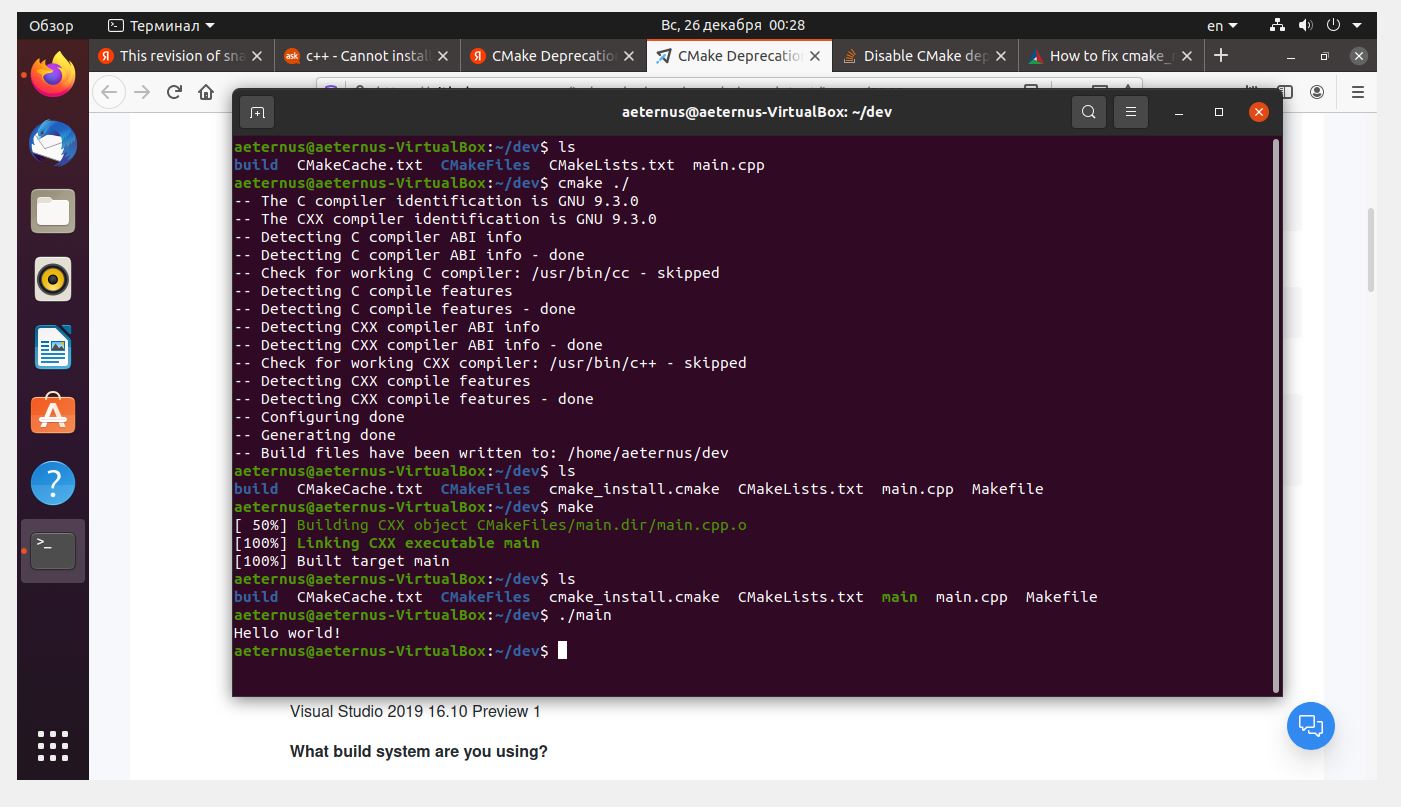 Обзор Терминал Вс, 26 декабря 00:28 en
This revision of sna c++ - Cannot instal CMake Deprecation CMake Deprecation Disable CMake dep How to fix cmake_
aeternus@aeternus-VirtualBox: ~/dev
aeternus@aeternus-VirtualBox:~/dev$ ls
build CMakeCache.txt CMakeFiles CMakeLists.txt main.cpp
aeternus@aeternus-VirtualBox:~/dev$ cmake ./
-- The C compiler identification is GNU 9.3.0
-- The CXX compiler identification is GNU 9.3.0
-- Detecting C compiler ABI info
-- Detecting C compiler ABI info - done
-- Check for working C compiler: /usr/bin/cc - skipped
-- Detecting C compile features
-- Detecting C compile features - done
-- Detecting CXX compiler ABI info
-- Detecting CXX compiler ABI info - done
-- Check for working CXX compiler: /usr/bin/c++ - skipped
-- Detecting CXX compile features
-- Detecting CXX compile features - done
-- Configuring done
-- Generating done
-- Build files have been written to: /home/aeternus/dev
aeternus@aeternus-VirtualBox:~/dev$ ls
build CMakeCache.txt CMakeFiles cmake_install.cmake CMakeLists.txt main.cpp Makefile
aeternus@aeternus-VirtualBox:~/dev$ make
[ 50%] Building CXX object CMakeFiles/main.dir/main.cpp.o
[100%] Linking CXX executable main
[100%] Built target main
aeternus@aeternus-VirtualBox:~/dev$ ls
build CMakeCache.txt CMakeFiles cmake_install.cmake CMakeLists.txt main main.cpp Makefile
aeternus@aeternus-VirtualBox:~/dev$ ./main
Hello world!
aeternus@aeternus-VirtualBox:~/dev$
Visual Studio 2019 16.10 Preview 1
What build system are you using?